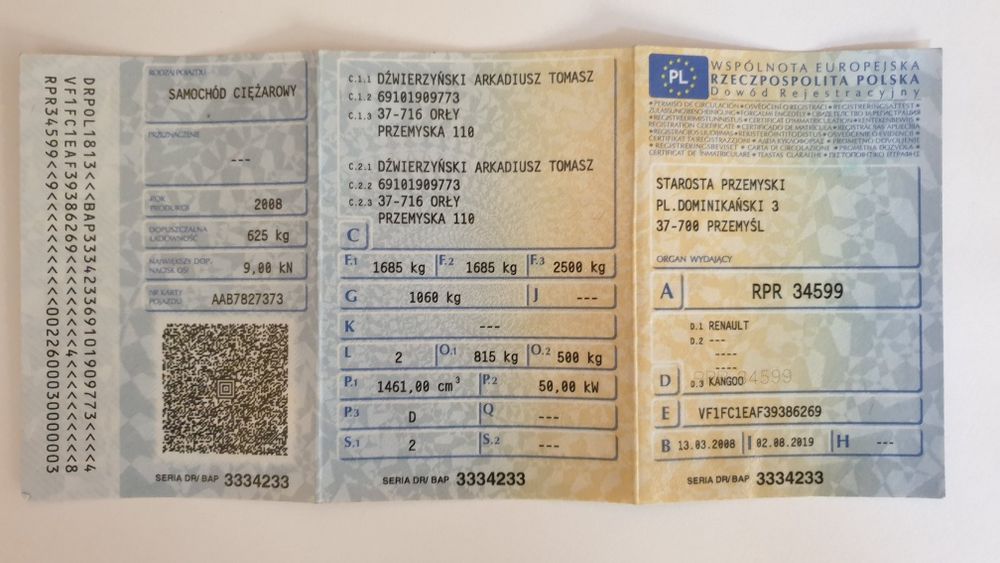 DRPOL1813<<BAP3334233691019097773<<<<4
VF1FC1EAF39386269<<<<<<<<<4<<<<<<<<<8
RPR34599<9<<<<<<<<<<0022600030000003
RODZAJ POJAZDU
SAMOCHÓD CIĘŻAROWY
PRZEZNACZENIE
---
ROK PRODUKCJI 2008
DOPUSZCZALNA ŁADOWNOŚĆ 625 kg
NAJWIĘKSZY DOP. NACISK OSI 9,00 kN
NR KARTY POJAZDU AAB7827373
SERIA DR/ BAP 3334233
C.1.1 DŹWIERZYŃSKI ARKADIUSZ TOMASZ
C.1.2 69101909773
C.1.3 37-716 ORŁY
PRZEMYSKA 110
C.2.1 DŹWIERZYŃSKI ARKADIUSZ TOMASZ
C.2.2 69101909773
C.2.3 37-716 ORŁY
PRZEMYSKA 110
C
F.1 1685 kg F.2 1685 kg F.3 2500 kg
G 1060 kg J ---
K ---
L 2 O.1 815 kg O.2 500 kg
P.1 1461,00 cm³ P.2 50,00 kW
P.3 D Q ---
S.1 2 S.2 ---
SERIA DR/ BAP 3334233
PL
WSPÓLNOTA EUROPEJSKA
RZECZPOSPOLITA POLSKA
Dowód Rejestracyjny
STAROSTA PRZEMYSKI
PL.DOMINIKAŃSKI 3
37-700 PRZEMYŚL
ORGAN WYDAJĄCY
A RPR 34599
D.1 RENAULT
D.2 ---
----
----
D D.3 KANGOO
E VF1FC1EAF39386269
B 13.03.2008 I 02.08.2019 H ---
SERIA DR/ BAP 3334233